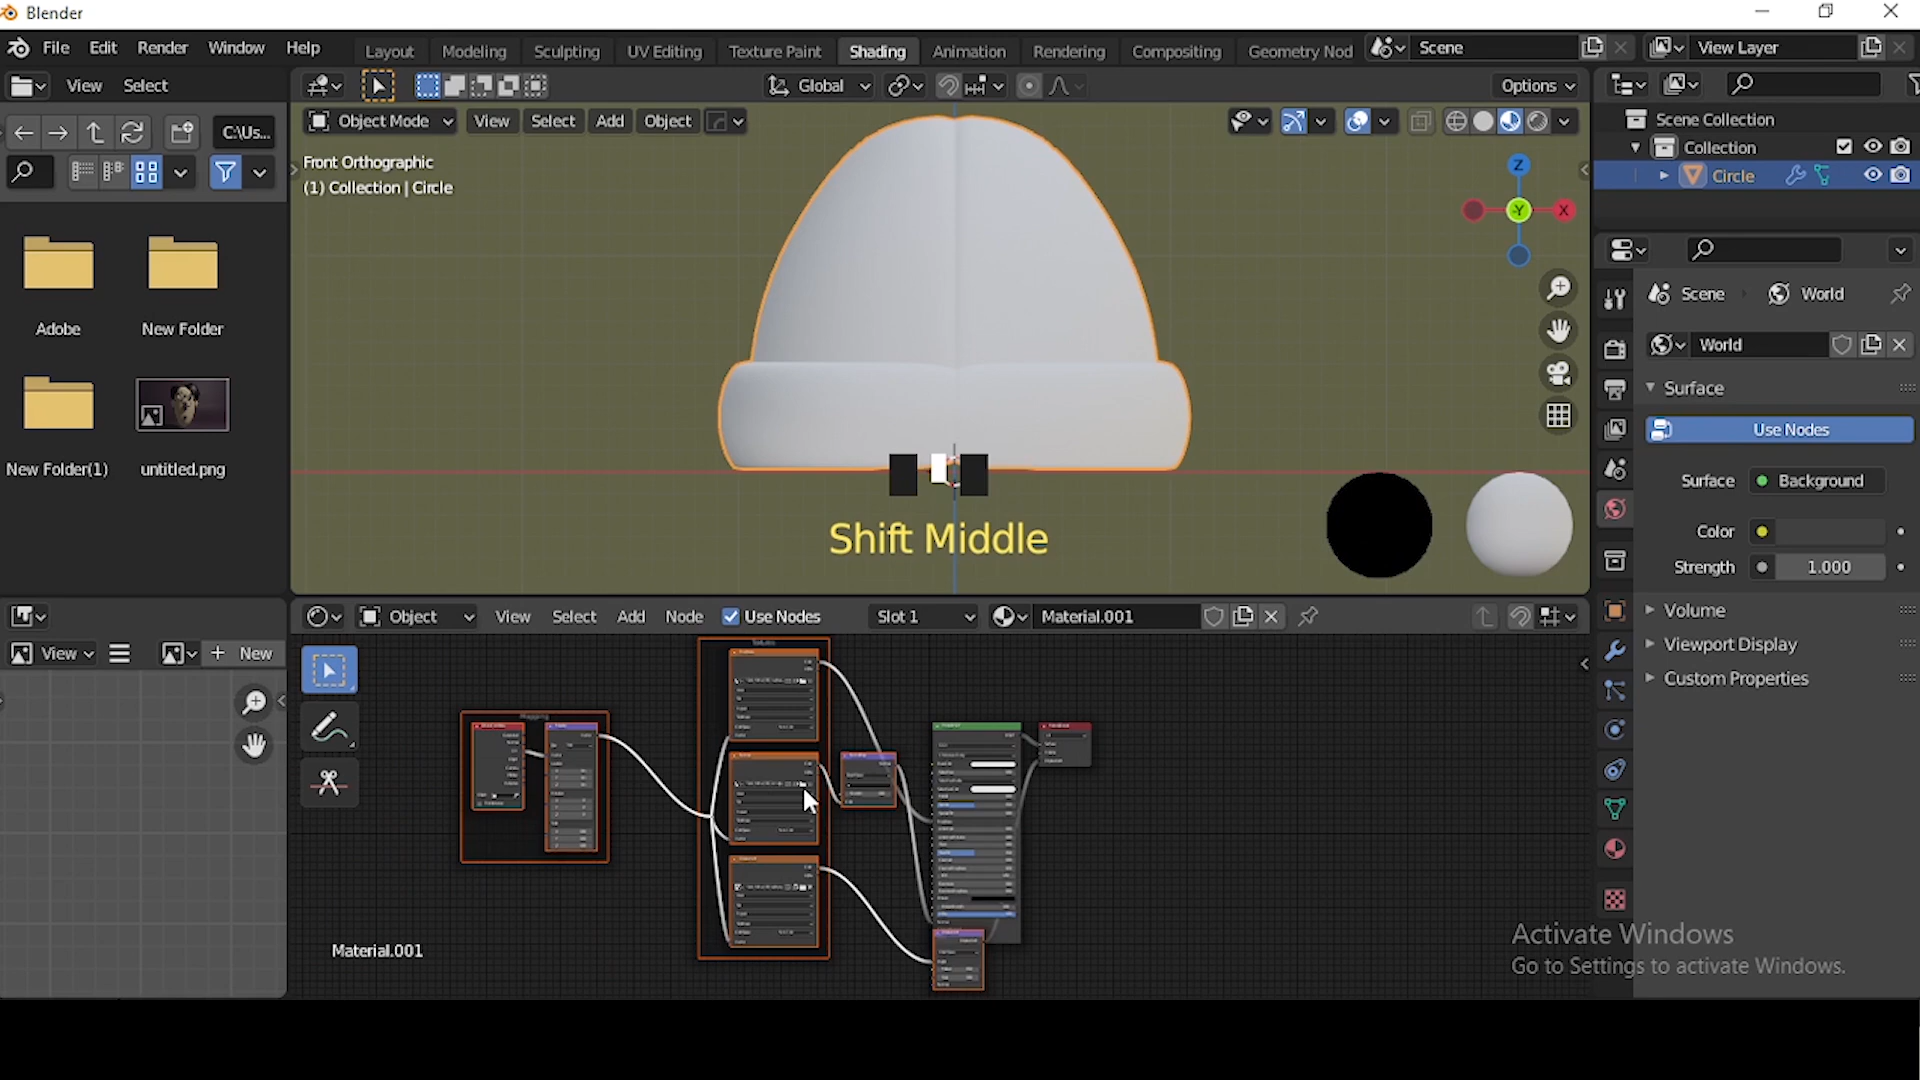 Blender
File Edit Render Window Help
Layout Modeling Sculpting UV Editing Texture Paint Shading Animation Rendering Compositing Geometry Nod
Scene
View Layer
View Select
Global
Options
C:\Us...
Object Mode View Select Add Object
Front Orthographic
(1) Collection | Circle
Z
Y
X
Scene Collection
Collection
Circle
Adobe
New Folder
New Folder(1)
untitled.png
Scene World
World
Surface
Use Nodes
Surface Background
Color
Strength 1.000
Volume
Viewport Display
Custom Properties
Shift Middle
Object View Select Add Node Use Nodes Slot 1 Material.001
View
New
Material.001
Activate Windows
Go to Settings to activate Windows.